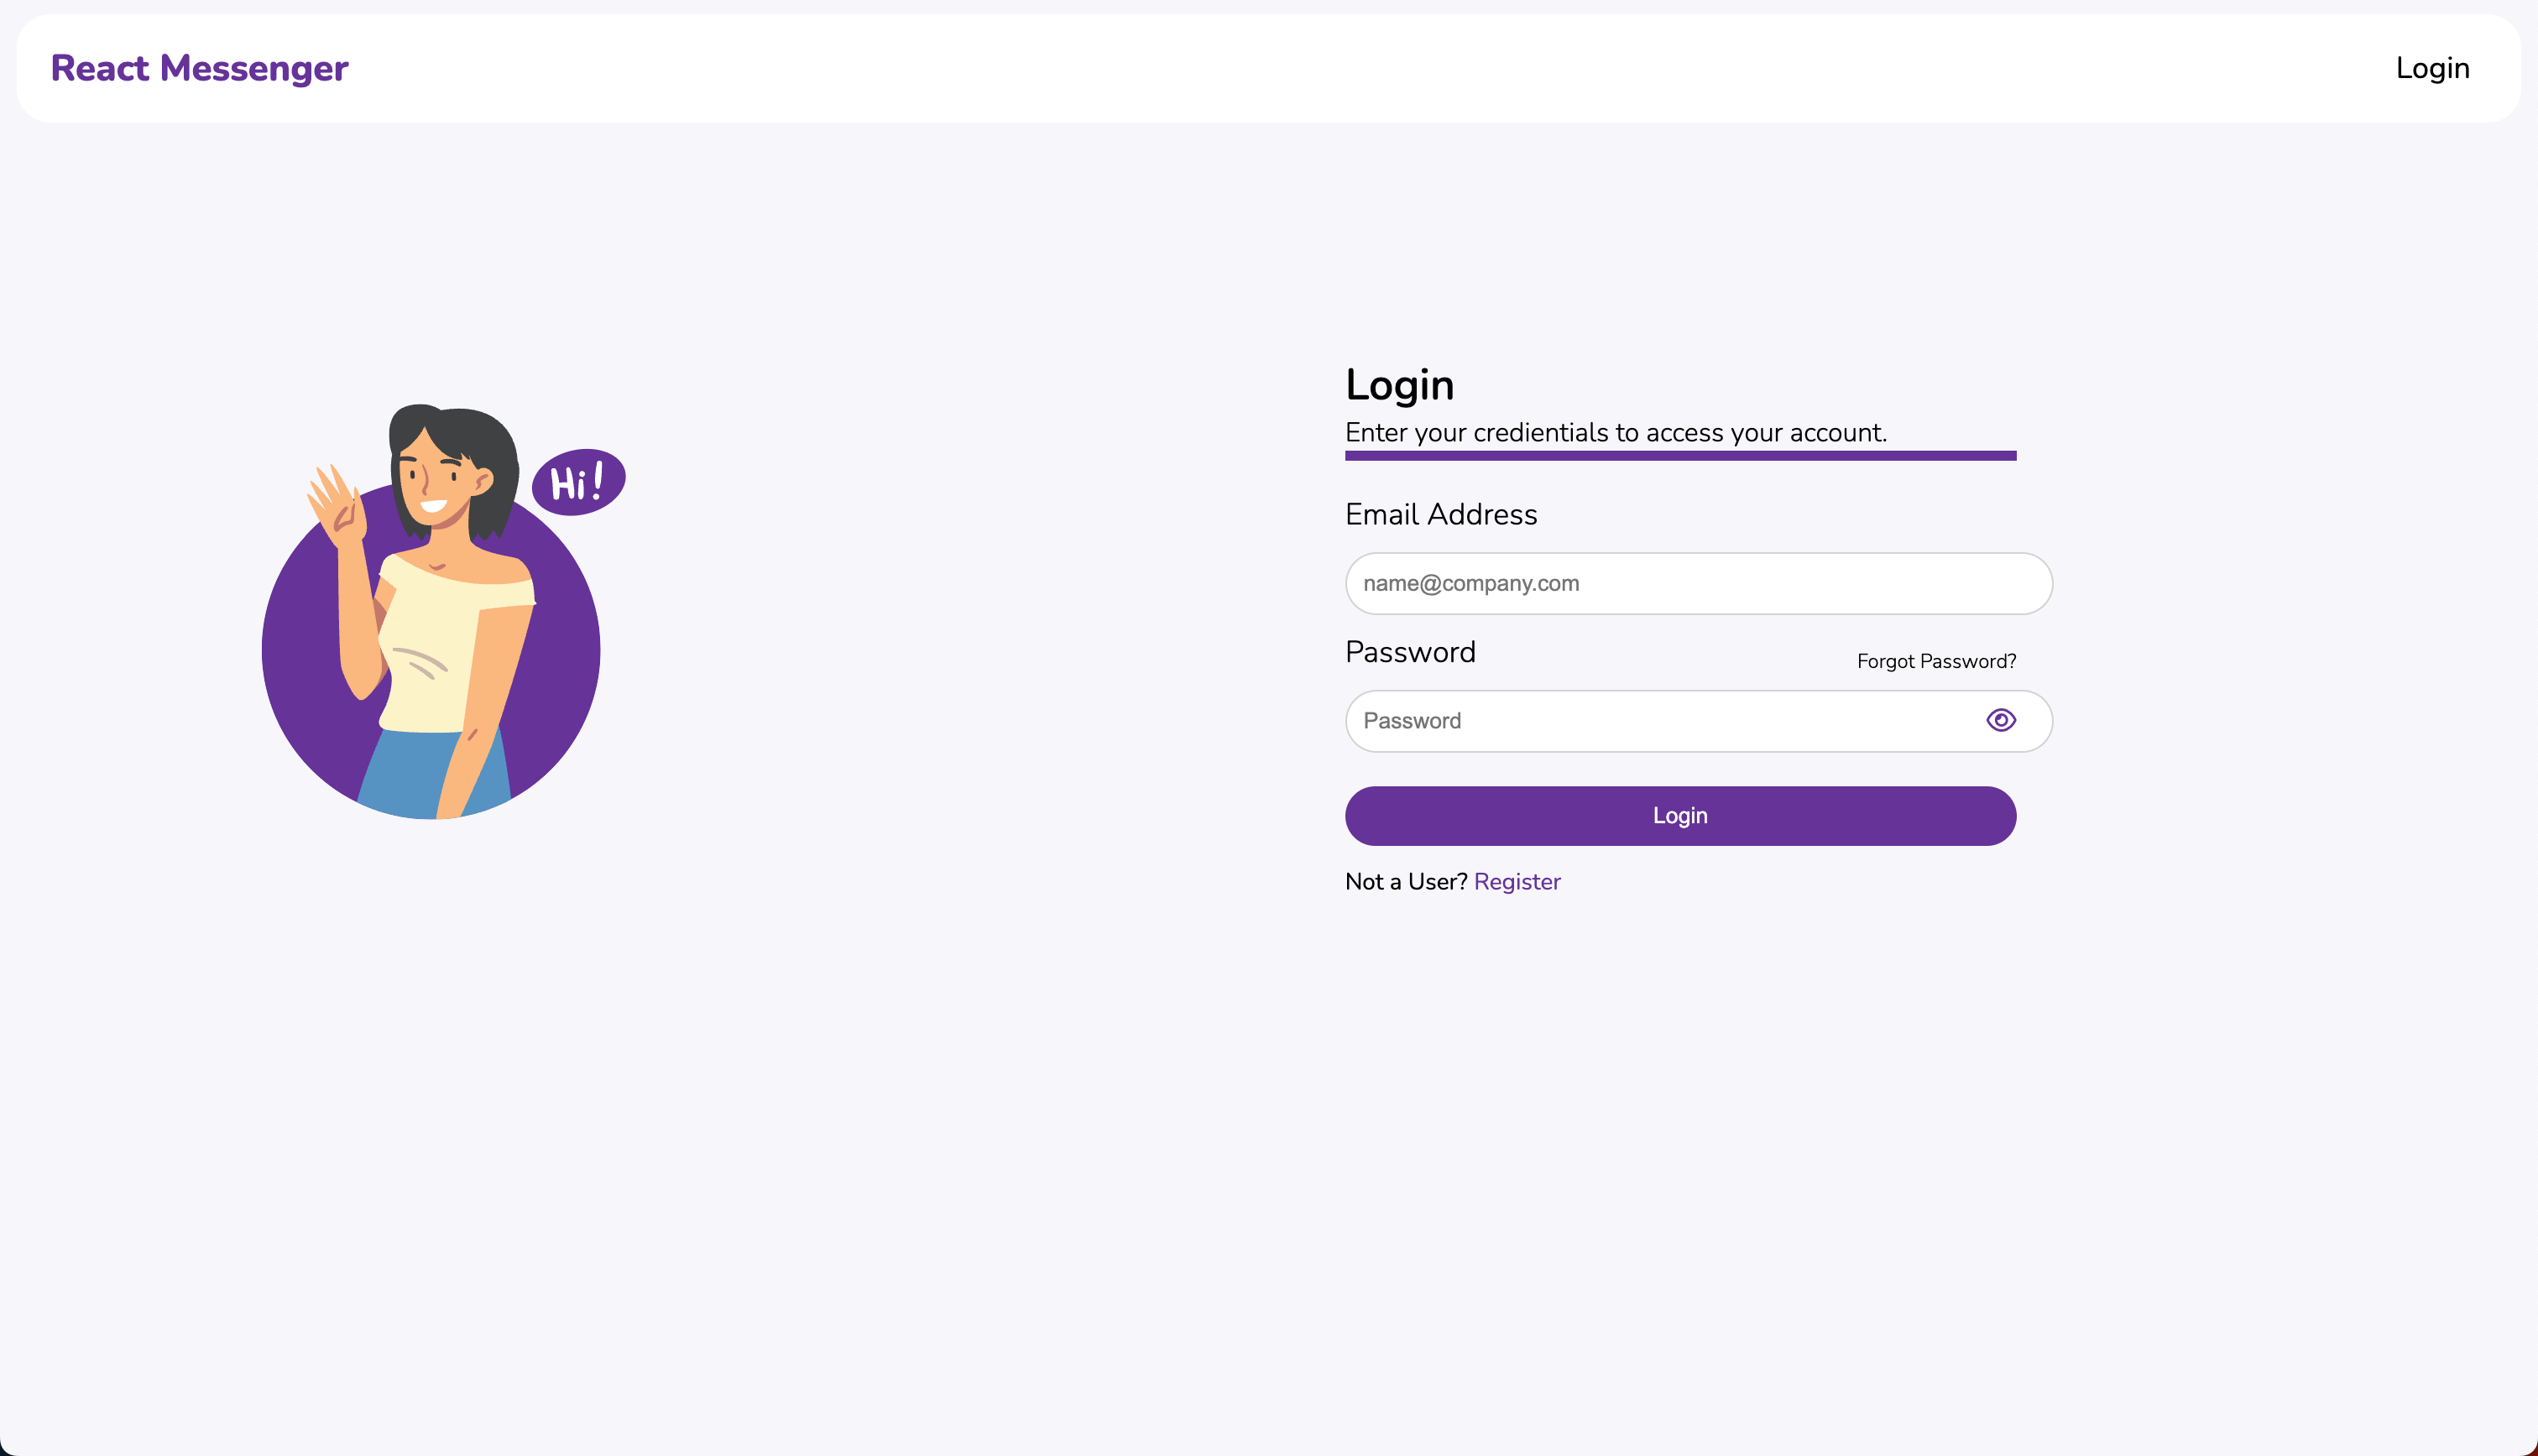 React Messenger
Login
Hi!
Login
Enter your credientials to access your account.
Email Address
name@company.com
Password
Forgot Password?
Password
Login
Not a User? Register